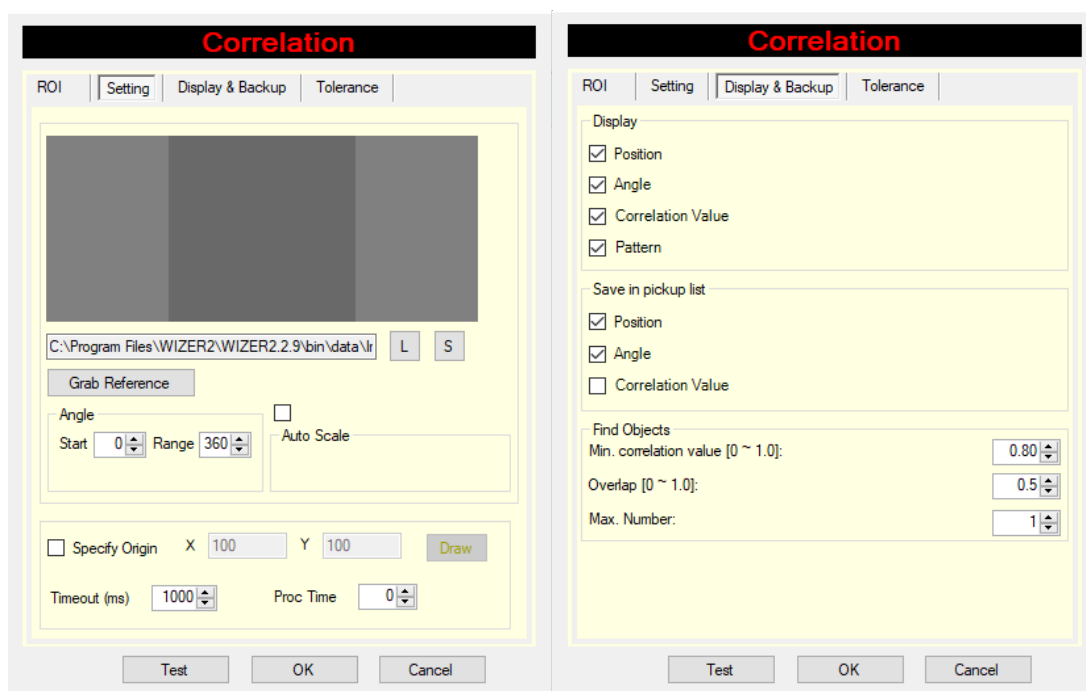 Correlation
ROI Setting Display & Backup Tolerance
C:\Program Files\WIZER2\WIZER2.2.9\bin\data\Ir L S
Grab Reference
Angle
Start 0 Range 360
Auto Scale
Specify Origin X 100 Y 100 Draw
Timeout (ms) 1000 Proc Time 0
Test OK Cancel
Correlation
ROI Setting Display & Backup Tolerance
Display
Position
Angle
Correlation Value
Pattern
Save in pickup list
Position
Angle
Correlation Value
Find Objects
Min. correlation value [0 ~ 1.0]: 0.80
Overlap [0 ~ 1.0]: 0.5
Max. Number: 1
Test OK Cancel